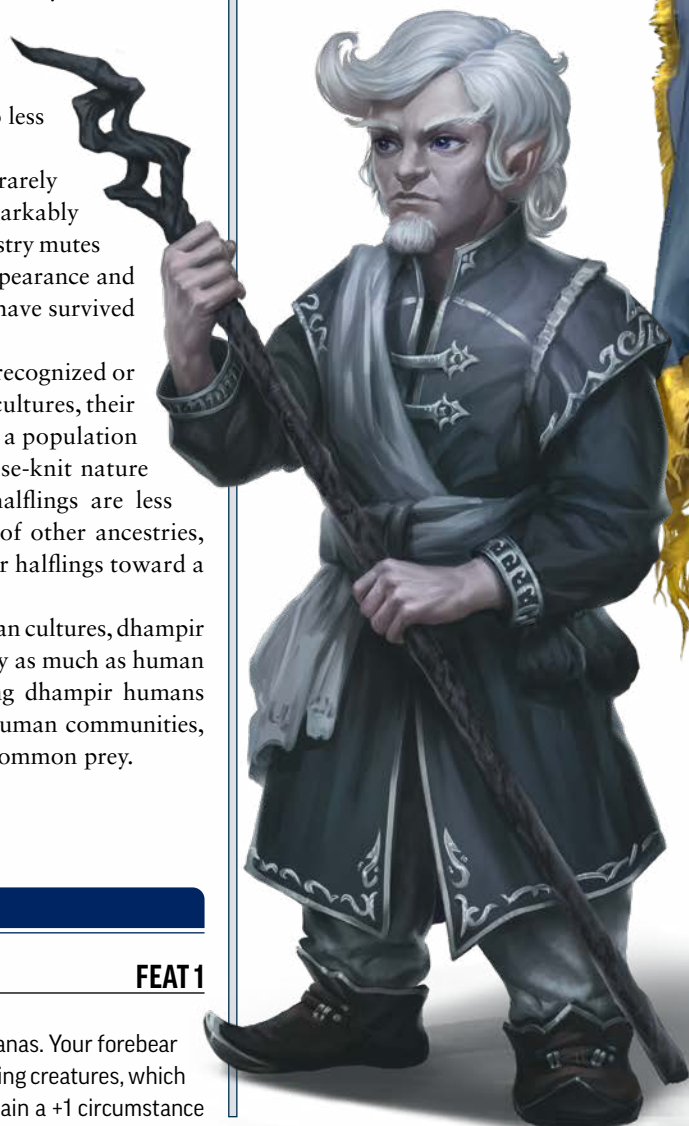 less
rarely
arkably
stry mutes
pearance and
have survived
recognized or
cultures, their
a population
se-knit nature
halflings are less
of other ancestries,
r halflings toward a
an cultures, dhampir
y as much as human
ng dhampir humans
uman communities,
ommon prey.
FEAT 1
anas. Your forebear
ing creatures, which
ain a +1 circumstance